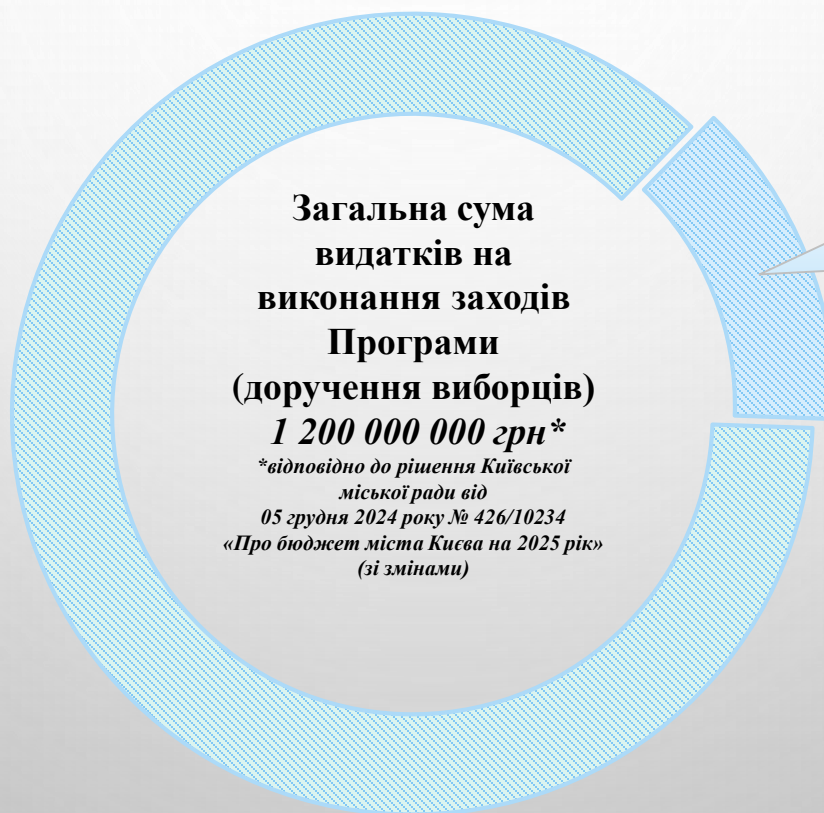 Загальна сума
видатків на
виконання заходів
Програми
(доручення виборців)
1 200 000 000 грн*
*відповідно до рішення Київської
міської ради від
05 грудня 2024 року № 426/10234
«Про бюджет міста Києва на 2025 рік»
(зі змінами)